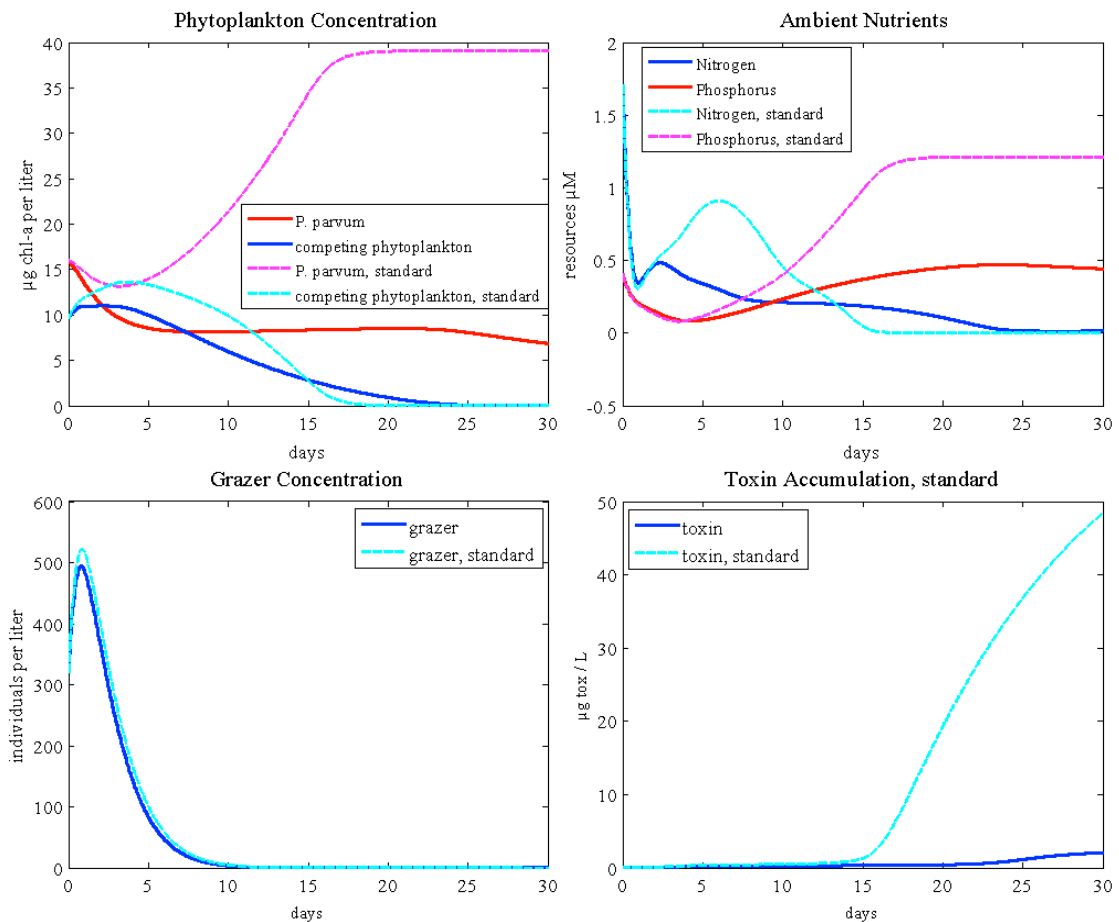 Phytoplankton Concentration
40
35
30
25
20
15
10
5
0
µg chl-a per liter
P. parvum
competing phytoplankton
P. parvum, standard
competing phytoplankton, standard
0 5 10 15 20 25 30
days
Ambient Nutrients
2
1.5
1
0.5
0
-0.5
resources µM
Nitrogen
Phosphorus
Nitrogen, standard
Phosphorus, standard
0 5 10 15 20 25 30
days
Grazer Concentration
600
500
400
300
200
100
0
individuals per liter
grazer
grazer, standard
0 5 10 15 20 25 30
days
Toxin Accumulation, standard
50
40
30
20
10
0
µg tox / L
toxin
toxin, standard
0 5 10 15 20 25 30
days